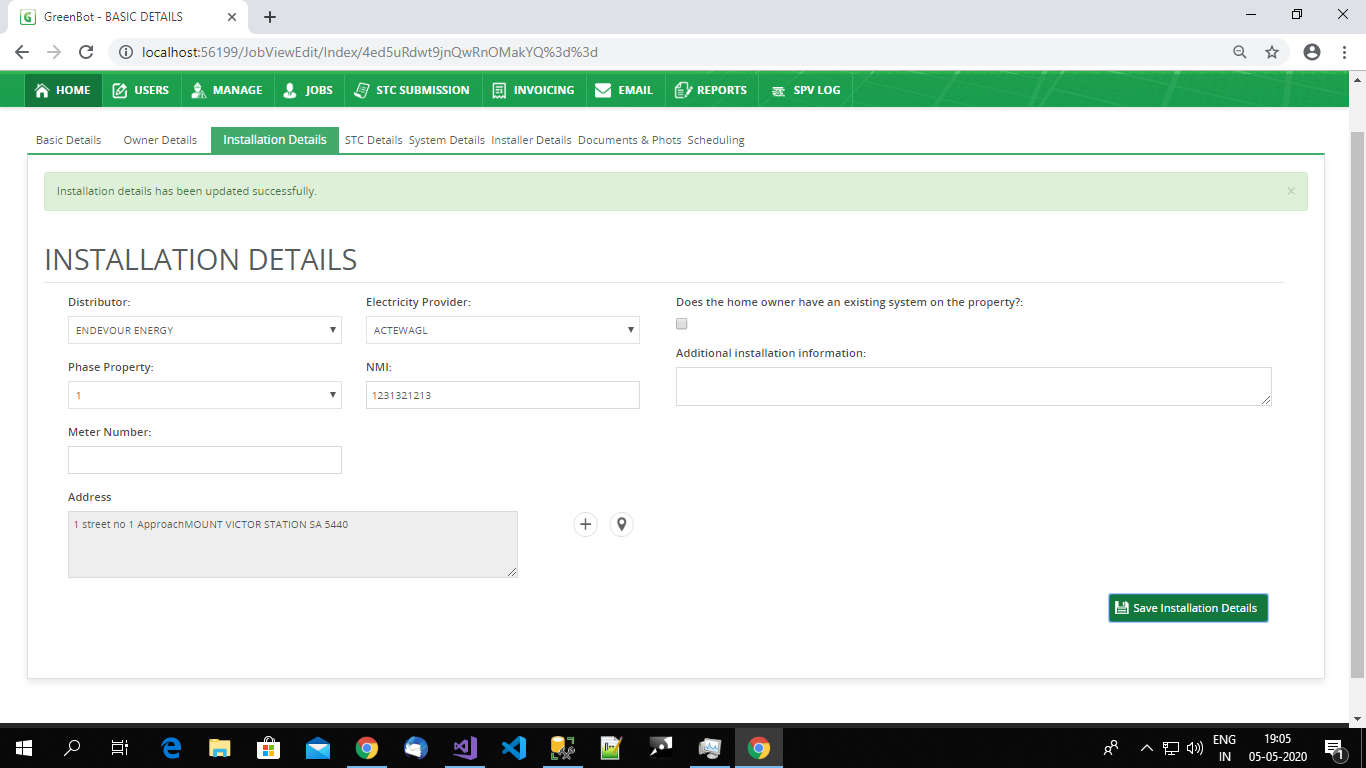 GreenBot - BASIC DETAILS
localhost:56199/JobViewEdit/Index/4ed5uRdwt9jnQwRnOMakYQ%3d%3d
HOME USERS MANAGE JOBS STC SUBMISSION INVOICING EMAIL REPORTS SPV LOG
Basic Details Owner Details Installation Details STC Details System Details Installer Details Documents & Phots Scheduling
Installation details has been updated successfully. ×
INSTALLATION DETAILS
Distributor: Electricity Provider: Does the home owner have an existing system on the property?:
ENDEVOUR ENERGY ACTEWAGL
Additional installation information:
Phase Property: NMI:
1 1231321213
Meter Number:
Address
1 street no 1 ApproachMOUNT VICTOR STATION SA 5440
Save Installation Details
ENG 19:05
IN 05-05-2020 1